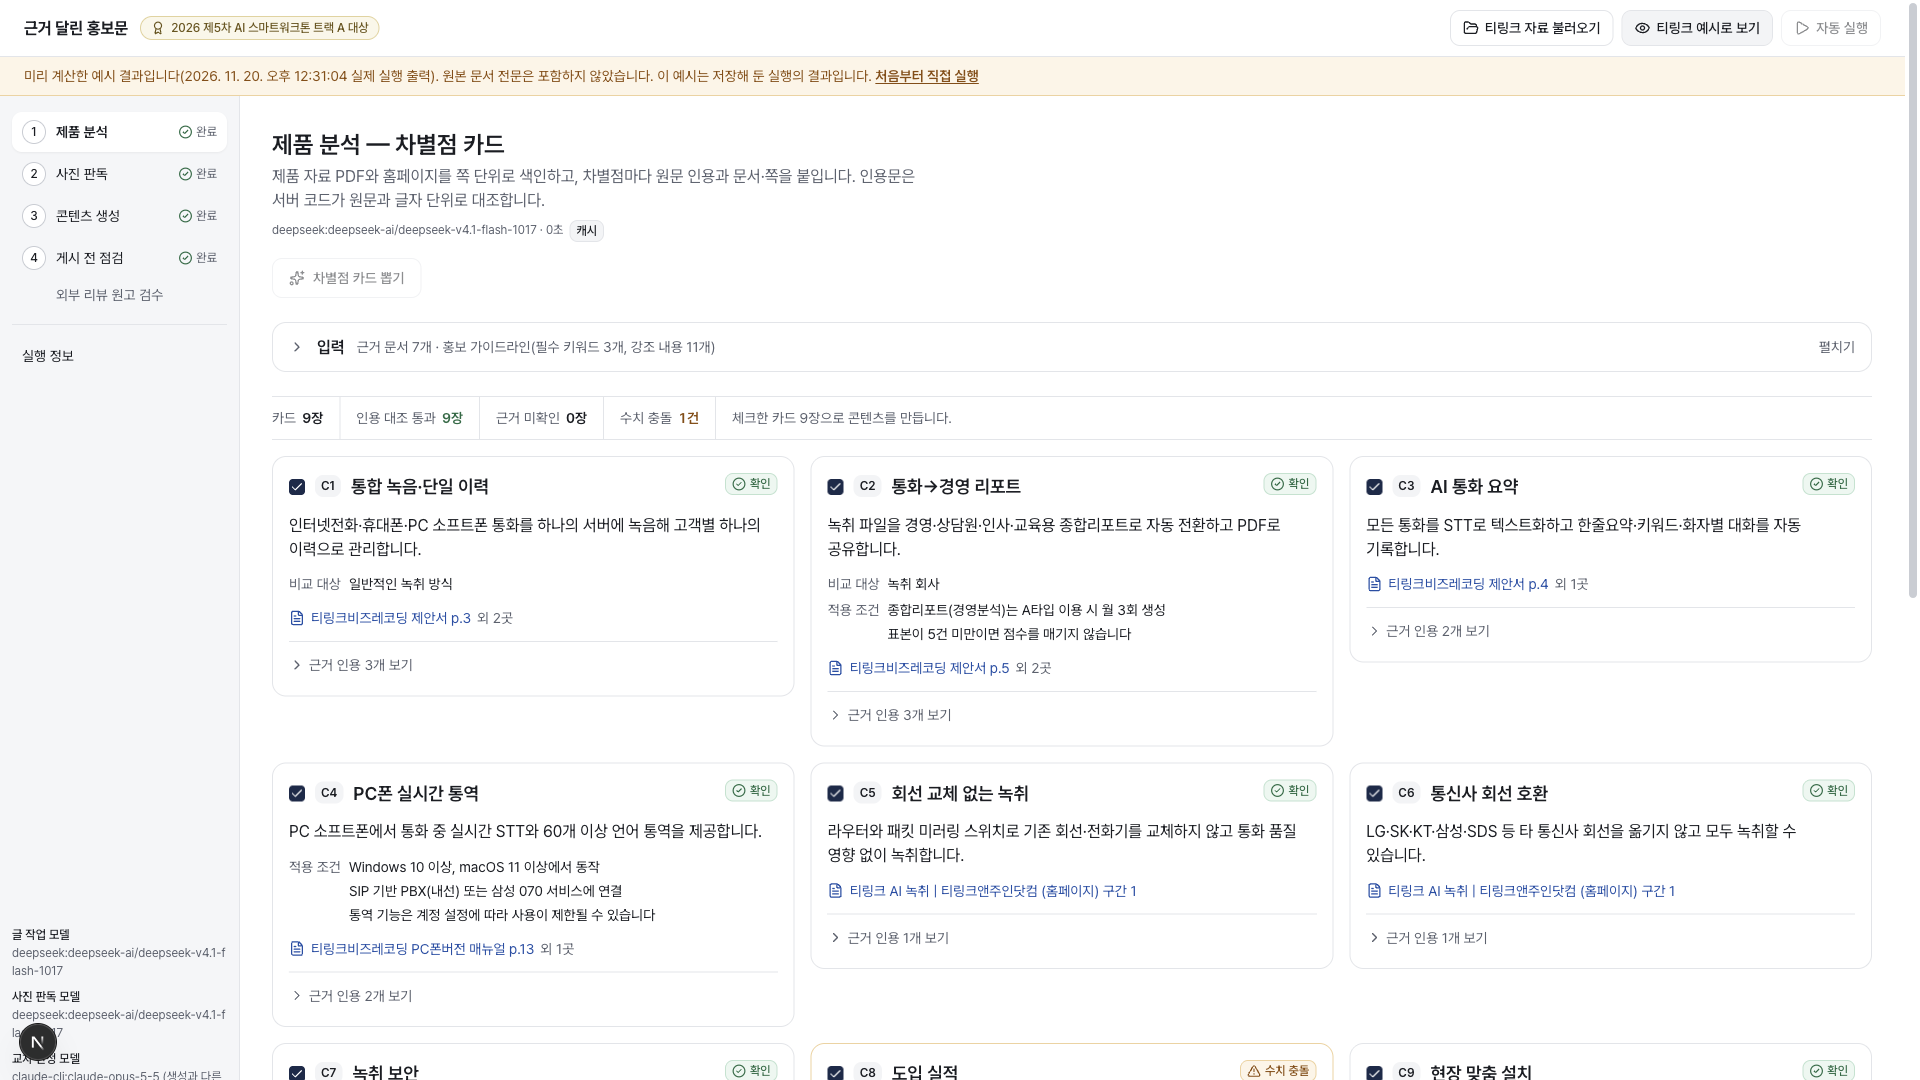 근거 달린 홍보문
2026 제5차 AI 스마트워크톤 트랙 A 대상
티링크 자료 불러오기
티링크 예시로 보기
자동 실행
미리 계산한 예시 결과입니다(2026. 11. 20. 오후 12:31:04 실제 실행 출력). 원본 문서 전문은 포함하지 않았습니다. 이 예시는 저장해 둔 실행의 결과입니다. 처음부터 직접 실행
1 제품 분석 완료
2 사진 판독 완료
3 콘텐츠 생성 완료
4 게시 전 점검 완료
외부 리뷰 원고 검수
실행 정보
글 작업 모델
deepseek:deepseek-ai/deepseek-v4.1-f
lash-1017
사진 판독 모델
deepseek:deepseek-ai/deepseek-v4.1-f
17
N
모델
claude-cli:claude-opus-5-5 (생성과 다른
제품 분석 — 차별점 카드
제품 자료 PDF와 홈페이지를 쪽 단위로 색인하고, 차별점마다 원문 인용과 문서·쪽을 붙입니다. 인용문은
서버 코드가 원문과 글자 단위로 대조합니다.
deepseek:deepseek-ai/deepseek-v4.1-flash-1017 · 0초 캐시
차별점 카드 뽑기
입력 근거 문서 7개 · 홍보 가이드라인(필수 키워드 3개, 강조 내용 11개) 펼치기
카드 9장
인용 대조 통과 9장
근거 미확인 0장
수치 충돌 1건
체크한 카드 9장으로 콘텐츠를 만듭니다.
C1 통합 녹음·단일 이력 확인
인터넷전화·휴대폰·PC 소프트폰 통화를 하나의 서버에 녹음해 고객별 하나의
이력으로 관리합니다.
비교 대상 일반적인 녹취 방식
티링크비즈레코딩 제안서 p.3 외 2곳
근거 인용 3개 보기
C2 통화→경영 리포트 확인
녹취 파일을 경영·상담원·인사·교육용 종합리포트로 자동 전환하고 PDF로
공유합니다.
비교 대상 녹취 회사
적용 조건 종합리포트(경영분석)는 A타입 이용 시 월 3회 생성
표본이 5건 미만이면 점수를 매기지 않습니다
티링크비즈레코딩 제안서 p.5 외 2곳
근거 인용 3개 보기
C3 AI 통화 요약 확인
모든 통화를 STT로 텍스트화하고 한줄요약·키워드·화자별 대화를 자동
기록합니다.
티링크비즈레코딩 제안서 p.4 외 1곳
근거 인용 2개 보기
C4 PC폰 실시간 통역 확인
PC 소프트폰에서 통화 중 실시간 STT와 60개 이상 언어 통역을 제공합니다.
적용 조건 Windows 10 이상, macOS 11 이상에서 동작
SIP 기반 PBX(내선) 또는 삼성 070 서비스에 연결
통역 기능은 계정 설정에 따라 사용이 제한될 수 있습니다
티링크비즈레코딩 PC폰버전 매뉴얼 p.13 외 1곳
근거 인용 2개 보기
C5 회선 교체 없는 녹취 확인
라우터와 패킷 미러링 스위치로 기존 회선·전화기를 교체하지 않고 통화 품질
영향 없이 녹취합니다.
티링크 AI 녹취 | 티링크앤주인닷컴 (홈페이지) 구간 1
근거 인용 1개 보기
C6 통신사 회선 호환 확인
LG·SK·KT·삼성·SDS 등 타 통신사 회선을 옮기지 않고 모두 녹취할 수
있습니다.
티링크 AI 녹취 | 티링크앤주인닷컴 (홈페이지) 구간 1
근거 인용 1개 보기
C7 녹취 보안 확인
C8 도입 실적 수치 충돌
C9 현장 맞춤 설치 확인